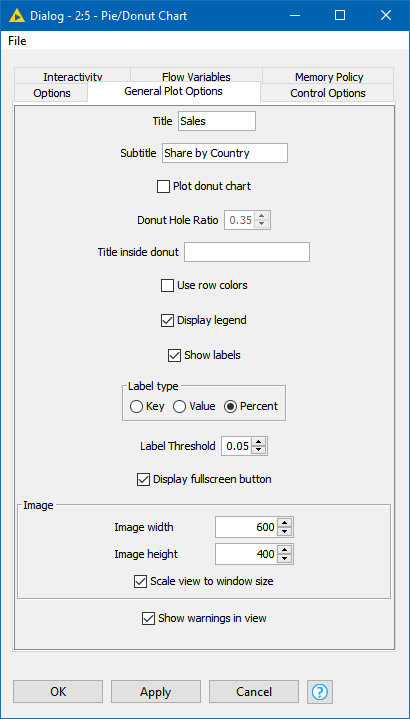 Dialog - 2:5 - Pie/Donut Chart
File
Interactivity Flow Variables Memory Policy
Options General Plot Options Control Options
Title Sales
Subtitle Share by Country
Plot donut chart
Donut Hole Ratio 0.35
Title inside donut
Use row colors
Display legend
Show labels
Label type
Key Value Percent
Label Threshold 0.05
Display fullscreen button
Image
Image width 600
Image height 400
Scale view to window size
Show warnings in view
OK Apply Cancel ?